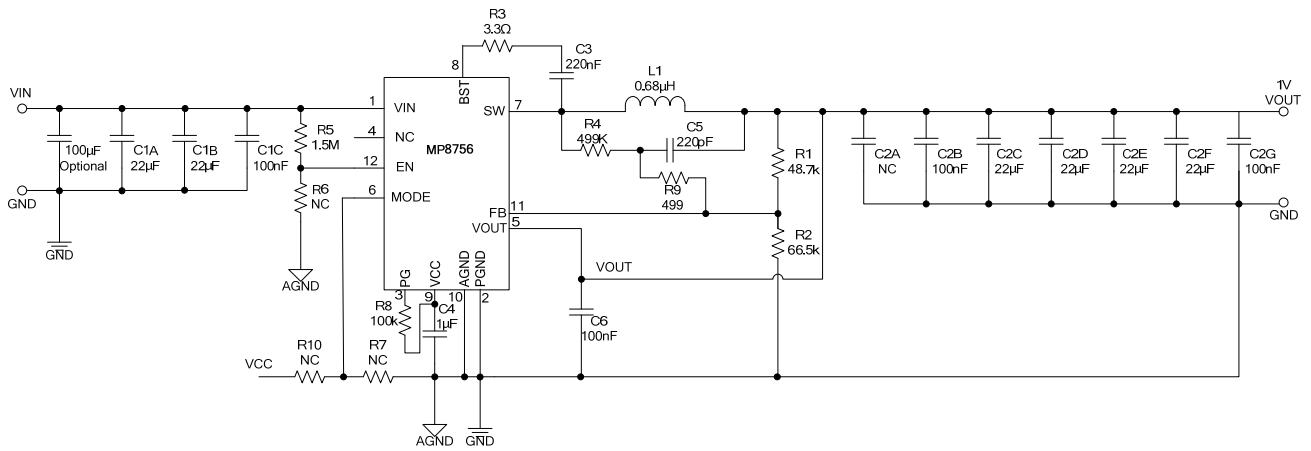 R3
3.3Ω
C3
220nF
8
BST
L1
0.68µH
VIN
1
VIN
SW
7
1V
VOUT
100µF
Optional
C1A
22µF
C1B
22µF
C1C
100nF
R5
1.5M
4
NC
MP8756
R4
499K
C5
220pF
R1
48.7k
C2A
NC
C2B
100nF
C2C
22µF
C2D
22µF
C2E
22µF
C2F
22µF
C2G
100nF
12
EN
R9
499
GND
R6
NC
6
MODE
FB
11
VOUT
5
GND
R2
66.5k
GND
AGND
PG
VCC
AGND
PGND
3
9
10
2
VOUT
R8
100k
C4
1µF
C6
100nF
VCC
R10
NC
R7
NC
AGND
GND